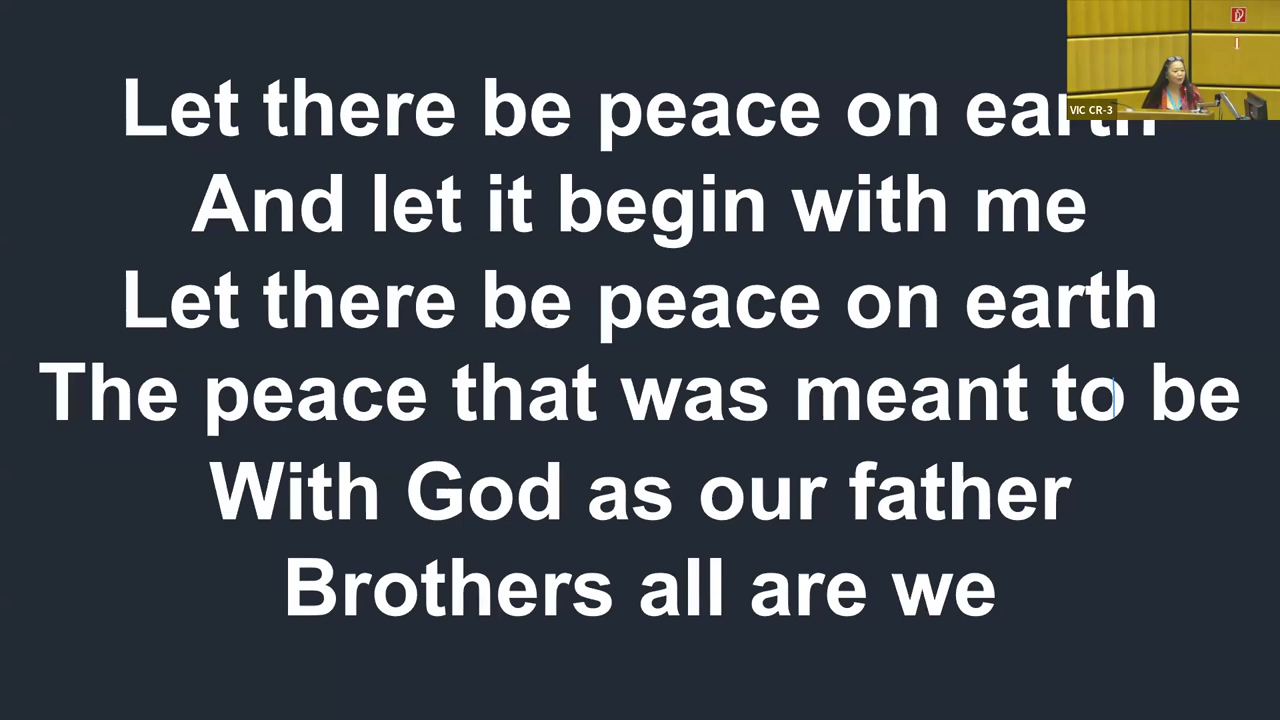 Let there be peace on earth
VIC CR-3
And let it begin with me
Let there be peace on earth
The peace that was meant to be
With God as our father
Brothers all are we